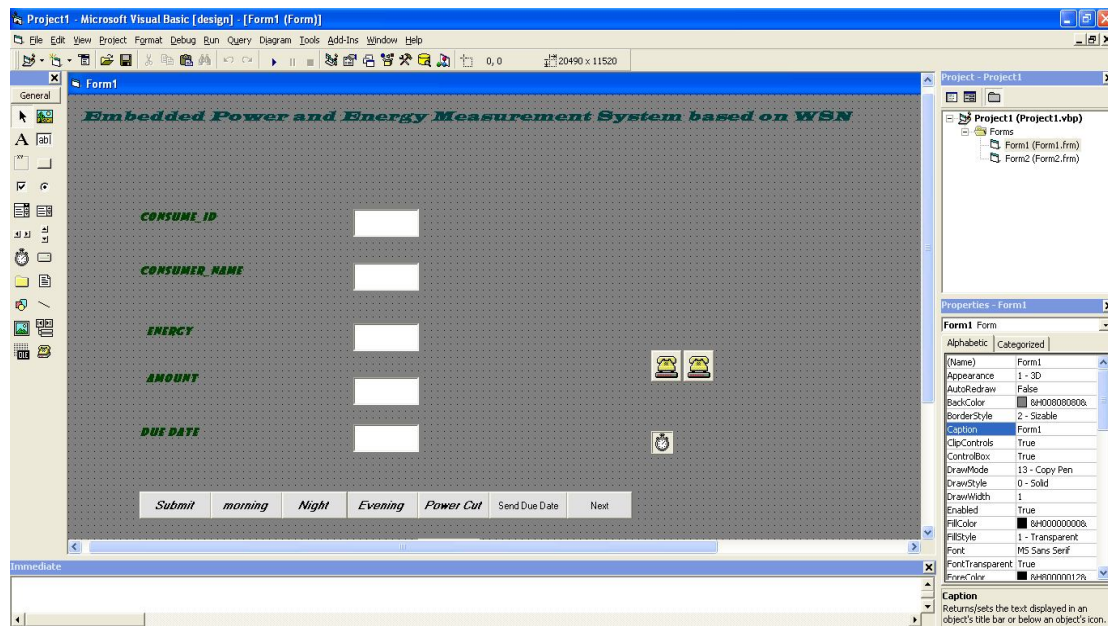 Project1 - Microsoft Visual Basic [design] - [Form1 (Form)]
File Edit View Project Format Debug Run Query Diagram Tools Add-Ins Window Help
0, 0 20490 x 11520
General
A ab|
xy
OLE
Form1
Embedded Power and Energy Measurement System based on WSN
CONSUME_ID
CONSUMER_NAME
ENERGY
AMOUNT
DUE DATE
Submit morning Night Evening Power Cut Send Due Date Next
Immediate
Project - Project1
Project1 (Project1.vbp)
Forms
Form1 (Form1.frm)
Form2 (Form2.frm)
Properties - Form1
Form1 Form
Alphabetic Categorized
(Name) Form1
Appearance 1 - 3D
AutoRedraw False
BackColor &H00808080&
BorderStyle 2 - Sizable
Caption Form1
ClipControls True
ControlBox True
DrawMode 13 - Copy Pen
DrawStyle 0 - Solid
DrawWidth 1
Enabled True
FillColor &H00000000&
FillStyle 1 - Transparent
Font MS Sans Serif
FontTransparent True
ForeColor &H80000012&
Caption
Returns/sets the text displayed in an
object's title bar or below an object's icon.